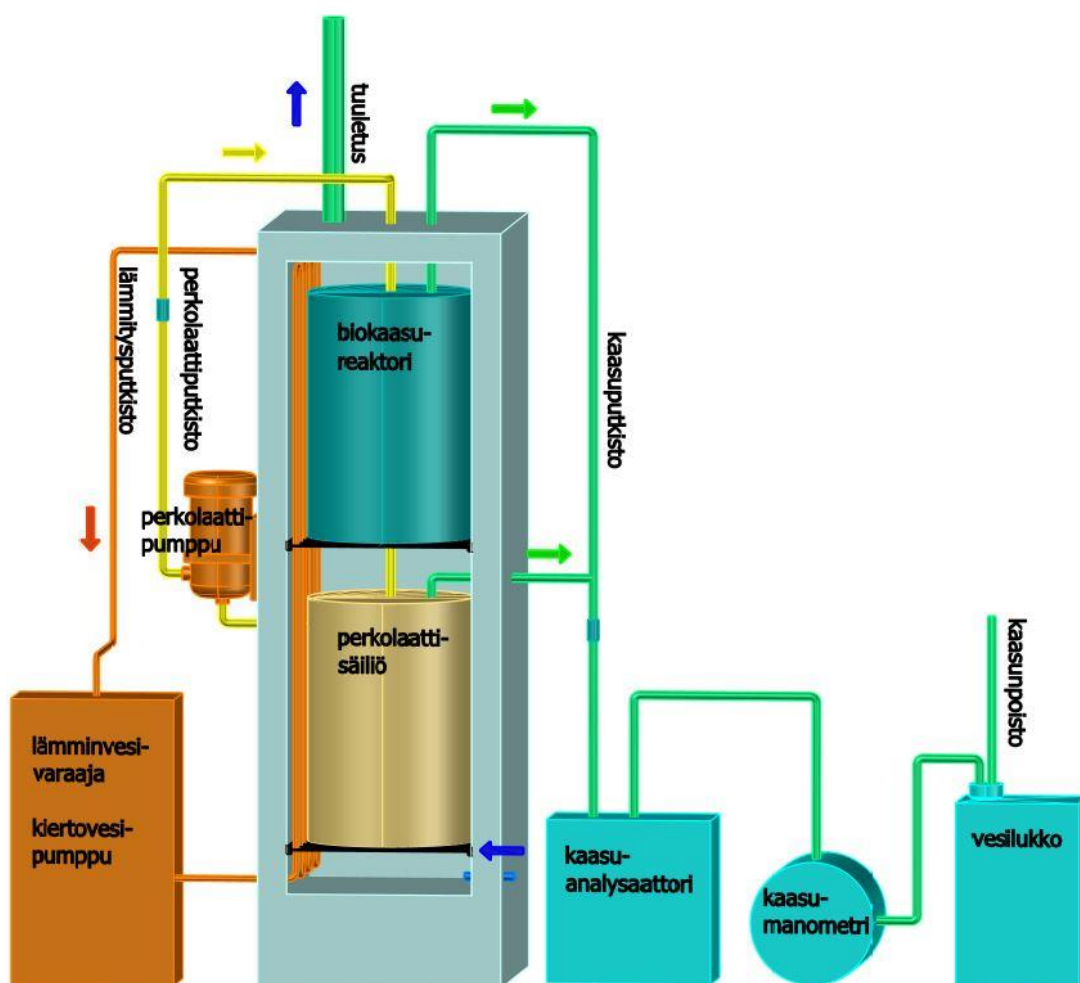 tuuletus
perkolaattiputkisto
lämmitysputkisto
biokaasu-
reaktori
kaasuputkisto
perkolaatti-
pumppu
perkolaatti-
säiliö
kaasunpoisto
lämminvesi-
varaaja
kiertovesi-
pumppu
kaasu-
analysaattori
kaasu-
manometri
vesilukko